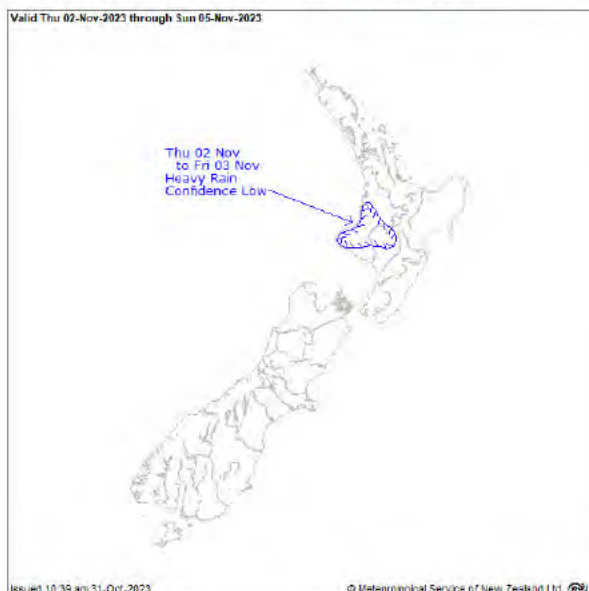 Valid Thu 02-Nov-2023 through Sun 05-Nov-2023
Thu 02 Nov
to Fri 03 Nov
Heavy Rain
Confidence Low
Issued 10:39 am 31-Oct-2023
© Meteorological Service of New Zealand Ltd.